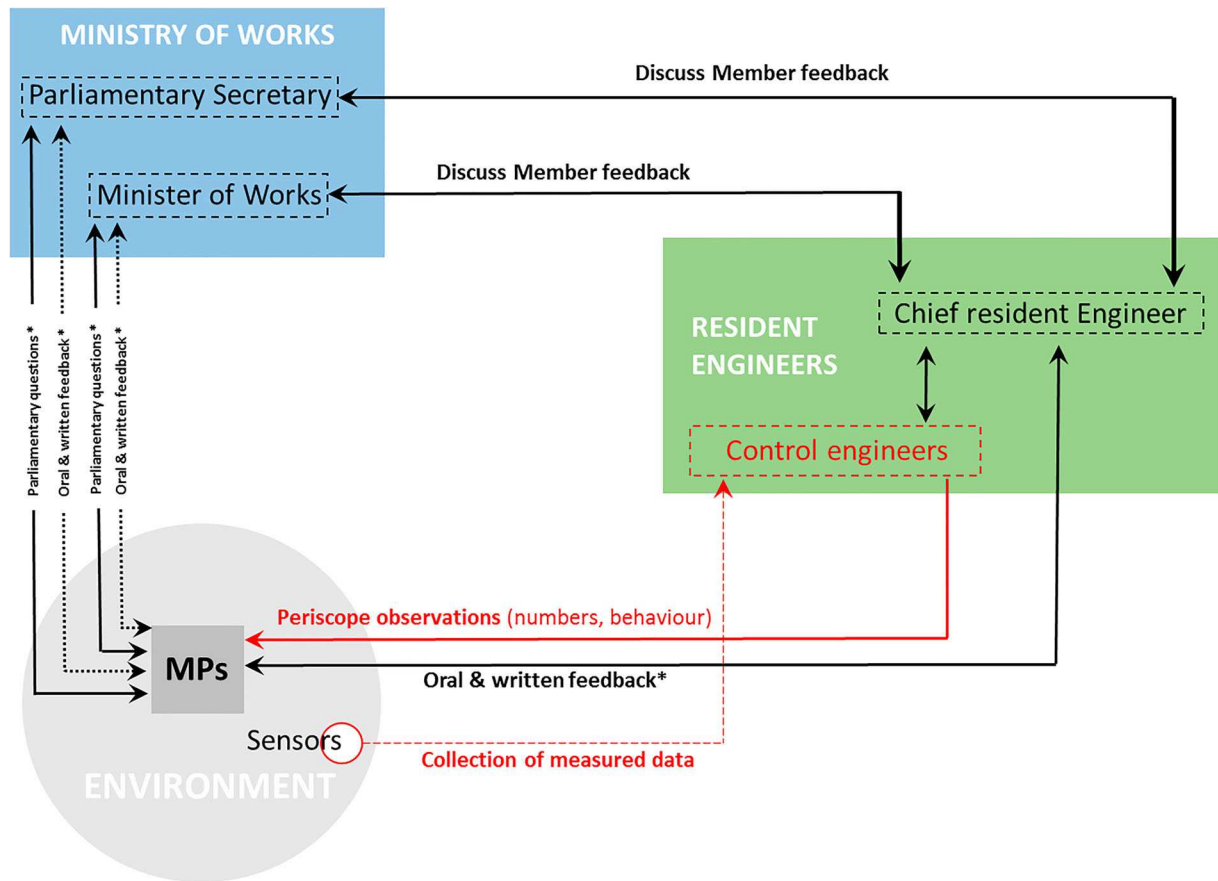 MINISTRY OF WORKS
Parliamentary Secretary
Discuss Member feedback
Minister of Works
Discuss Member feedback
Chief resident Engineer
RESIDENT
ENGINEERS
Control engineers
Parliamentary questions*
Oral & written feedback*
Parliamentary questions*
Oral & written feedback*
Periscope observations (numbers, behaviour)
MPs
Oral & written feedback*
Sensors
Collection of measured data
ENVIRONMENT